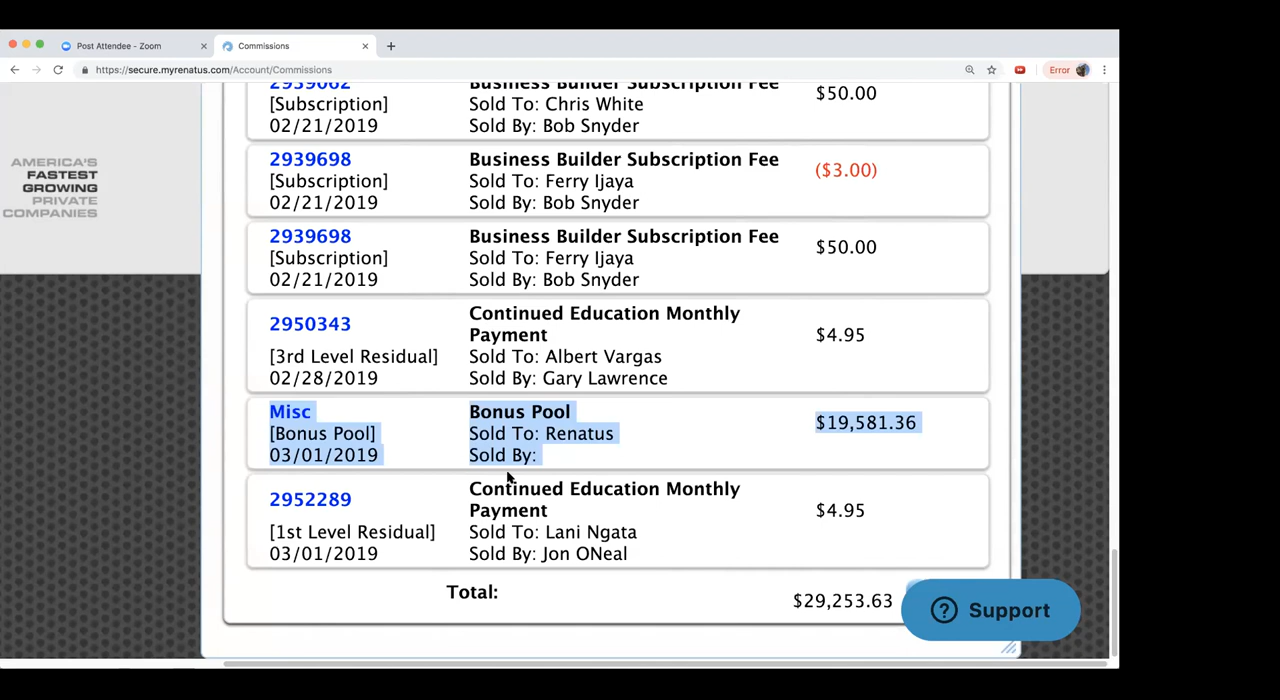 Post Attendee - Zoom
Commissions
https://secure.myrenatus.com/Account/Commissions
Error
AMERICA'S
FASTEST
GROWING
PRIVATE
COMPANIES
2939062 Business Builder Subscription Fee
[Subscription] Sold To: Chris White $50.00
02/21/2019 Sold By: Bob Snyder
2939698 Business Builder Subscription Fee
[Subscription] Sold To: Ferry Ijaya ($3.00)
02/21/2019 Sold By: Bob Snyder
2939698 Business Builder Subscription Fee
[Subscription] Sold To: Ferry Ijaya $50.00
02/21/2019 Sold By: Bob Snyder
Continued Education Monthly
2950343 Payment $4.95
[3rd Level Residual] Sold To: Albert Vargas
02/28/2019 Sold By: Gary Lawrence
Misc Bonus Pool
[Bonus Pool] Sold To: Renatus $19,581.36
03/01/2019 Sold By:
Continued Education Monthly
2952289 Payment $4.95
[1st Level Residual] Sold To: Lani Ngata
03/01/2019 Sold By: Jon ONeal
Total: $29,253.63
? Support